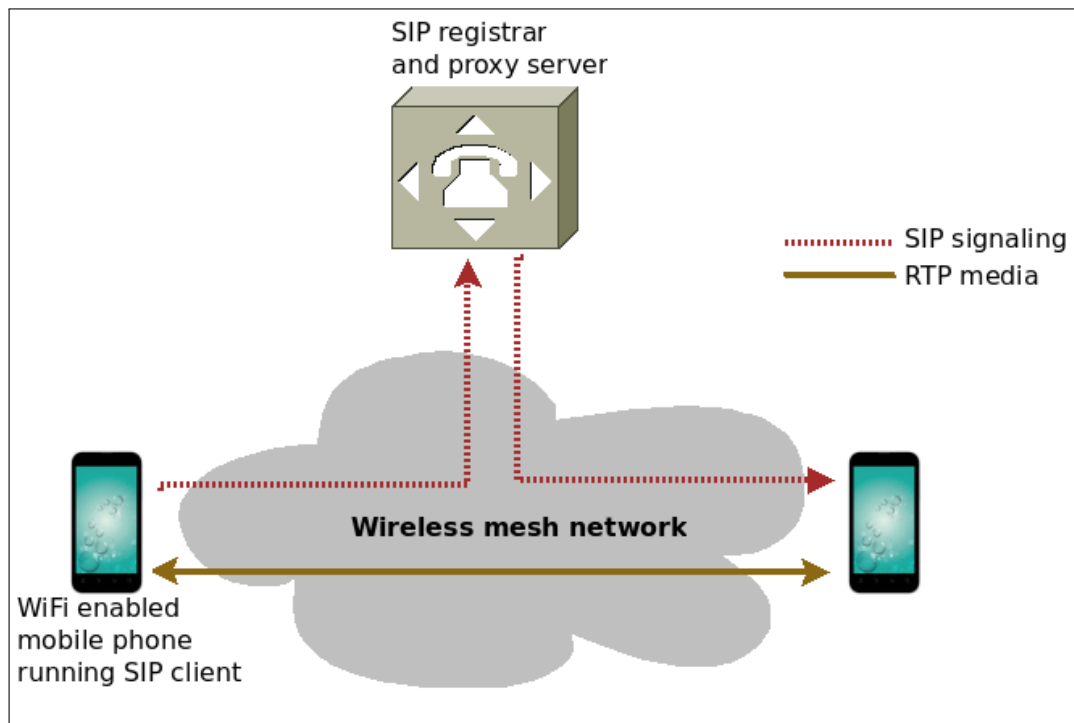 SIP registrar
and proxy server
SIP signaling
RTP media
Wireless mesh network
WiFi enabled
mobile phone
running SIP client